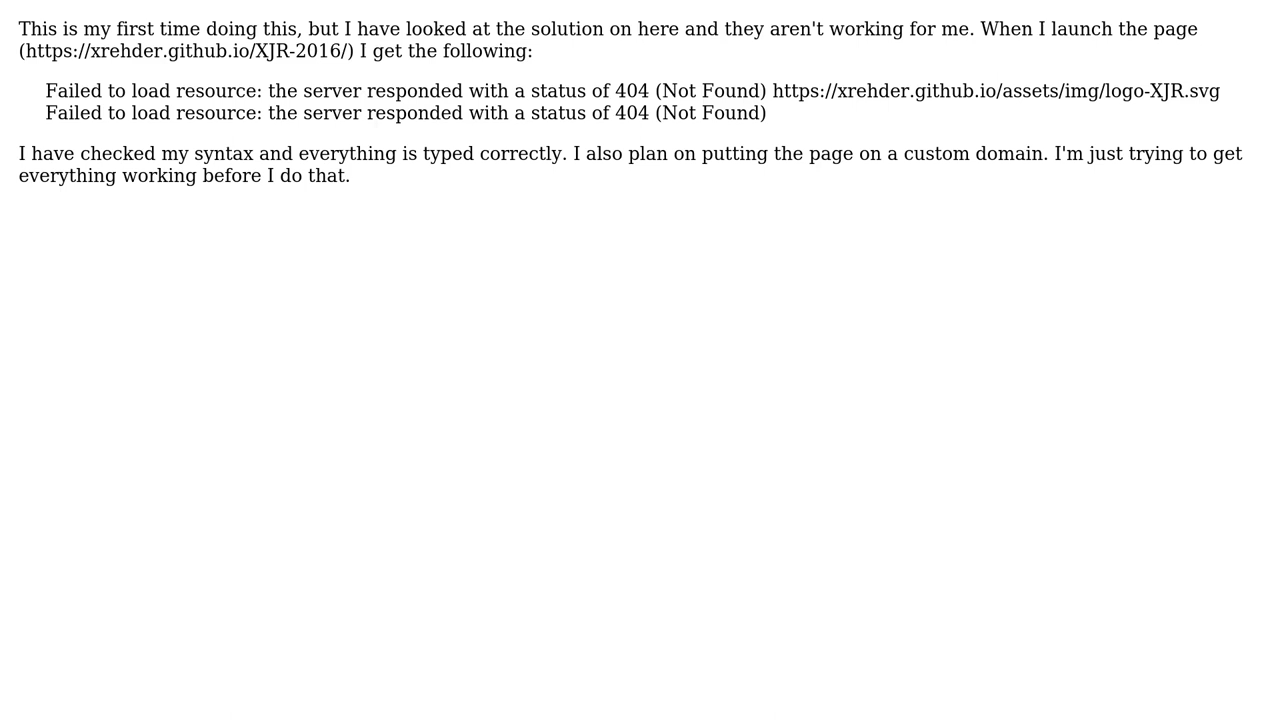 This is my first time doing this, but I have looked at the solution on here and they aren't working for me. When I launch the page
(https://xrehder.github.io/XJR-2016/) I get the following:
Failed to load resource: the server responded with a status of 404 (Not Found) https://xrehder.github.io/assets/img/logo-XJR.svg
Failed to load resource: the server responded with a status of 404 (Not Found)
I have checked my syntax and everything is typed correctly. I also plan on putting the page on a custom domain. I'm just trying to get
everything working before I do that.